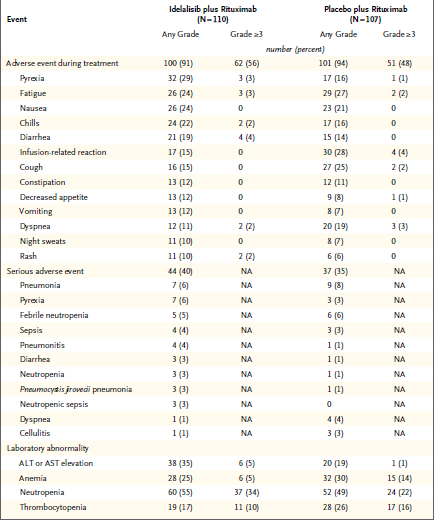 Event Idelalisib plus Rituximab (N=110) Placebo plus Rituximab (N=107)
Any Grade Grade ≥3 Any Grade Grade ≥3
number (percent)
Adverse event during treatment 100 (91) 62 (56) 101 (94) 51 (48)
Pyrexia 32 (29) 3 (3) 17 (16) 1 (1)
Fatigue 26 (24) 3 (3) 29 (27) 2 (2)
Nausea 26 (24) 0 23 (21) 0
Chills 24 (22) 2 (2) 17 (16) 0
Diarrhea 21 (19) 4 (4) 15 (14) 0
Infusion-related reaction 17 (15) 0 30 (28) 4 (4)
Cough 16 (15) 0 27 (25) 2 (2)
Constipation 13 (12) 0 12 (11) 0
Decreased appetite 13 (12) 0 9 (8) 1 (1)
Vomiting 13 (12) 0 8 (7) 0
Dyspnea 12 (11) 2 (2) 20 (19) 3 (3)
Night sweats 11 (10) 0 8 (7) 0
Rash 11 (10) 2 (2) 6 (6) 0
Serious adverse event 44 (40) NA 37 (35) NA
Pneumonia 7 (6) NA 9 (8) NA
Pyrexia 7 (6) NA 3 (3) NA
Febrile neutropenia 5 (5) NA 6 (6) NA
Sepsis 4 (4) NA 3 (3) NA
Pneumonitis 4 (4) NA 1 (1) NA
Diarrhea 3 (3) NA 1 (1) NA
Neutropenia 3 (3) NA 1 (1) NA
Pneumocystis jirovecii pneumonia 3 (3) NA 1 (1) NA
Neutropenic sepsis 3 (3) NA 0 NA
Dyspnea 1 (1) NA 4 (4) NA
Cellulitis 1 (1) NA 3 (3) NA
Laboratory abnormality
ALT or AST elevation 38 (35) 6 (5) 20 (19) 1 (1)
Anemia 28 (25) 6 (5) 32 (30) 15 (14)
Neutropenia 60 (55) 37 (34) 52 (49) 24 (22)
Thrombocytopenia 19 (17) 11 (10) 28 (26) 17 (16)